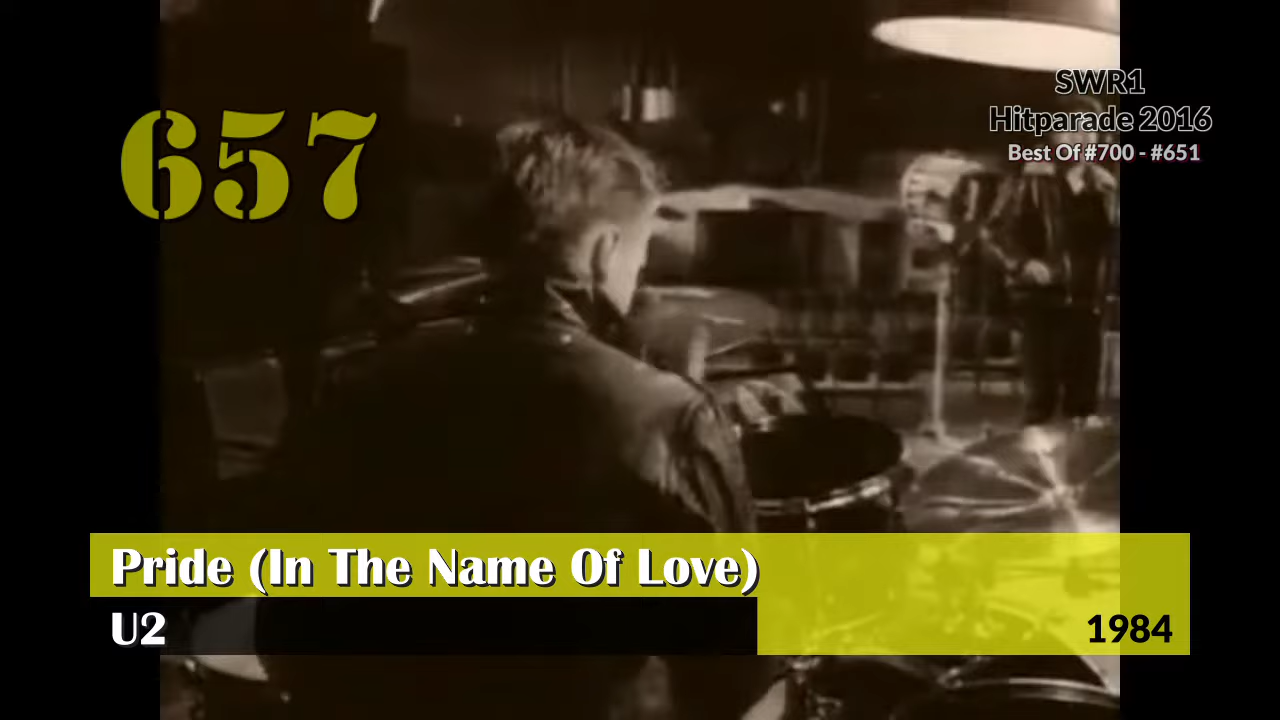 657
SWR1
Hitparade 2016
Best Of #700 - #651
Pride (In The Name Of Love)
U2
1984